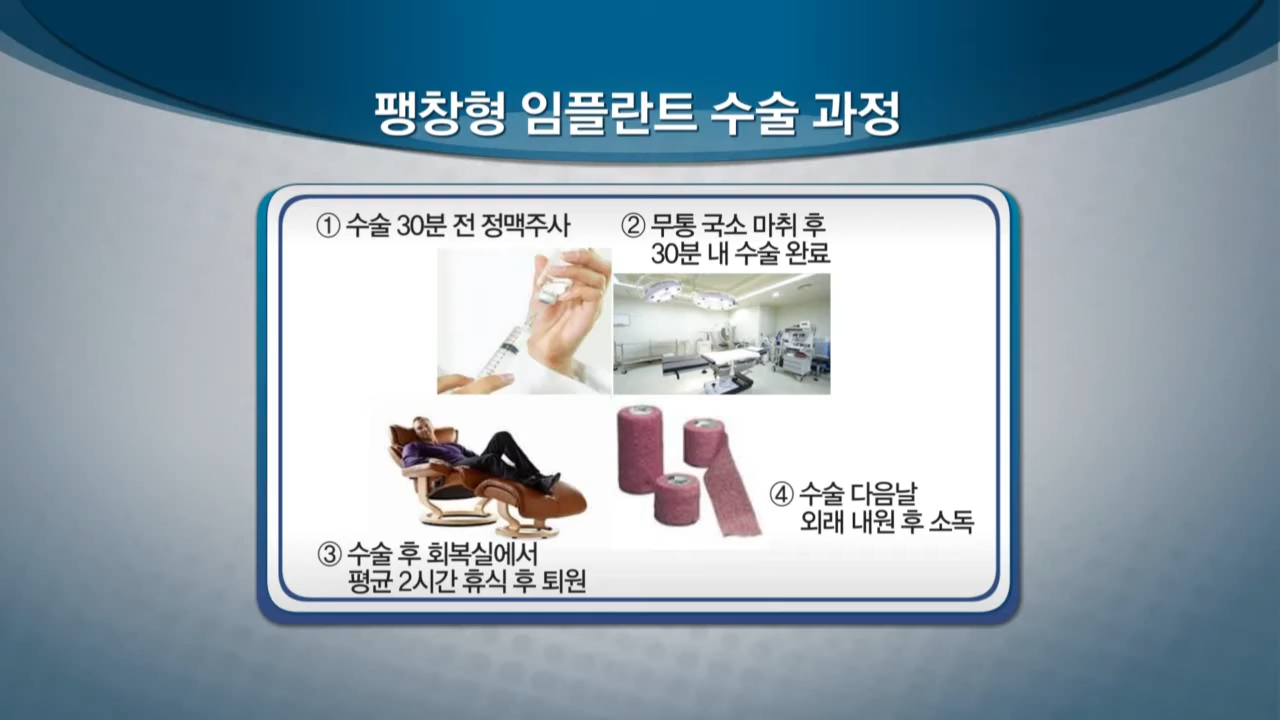 팽창형 임플란트 수술 과정
① 수술 30분 전 정맥주사
② 무통 국소 마취 후
30분 내 수술 완료
③ 수술 후 회복실에서
평균 2시간 휴식 후 퇴원
④ 수술 다음날
외래 내원 후 소독